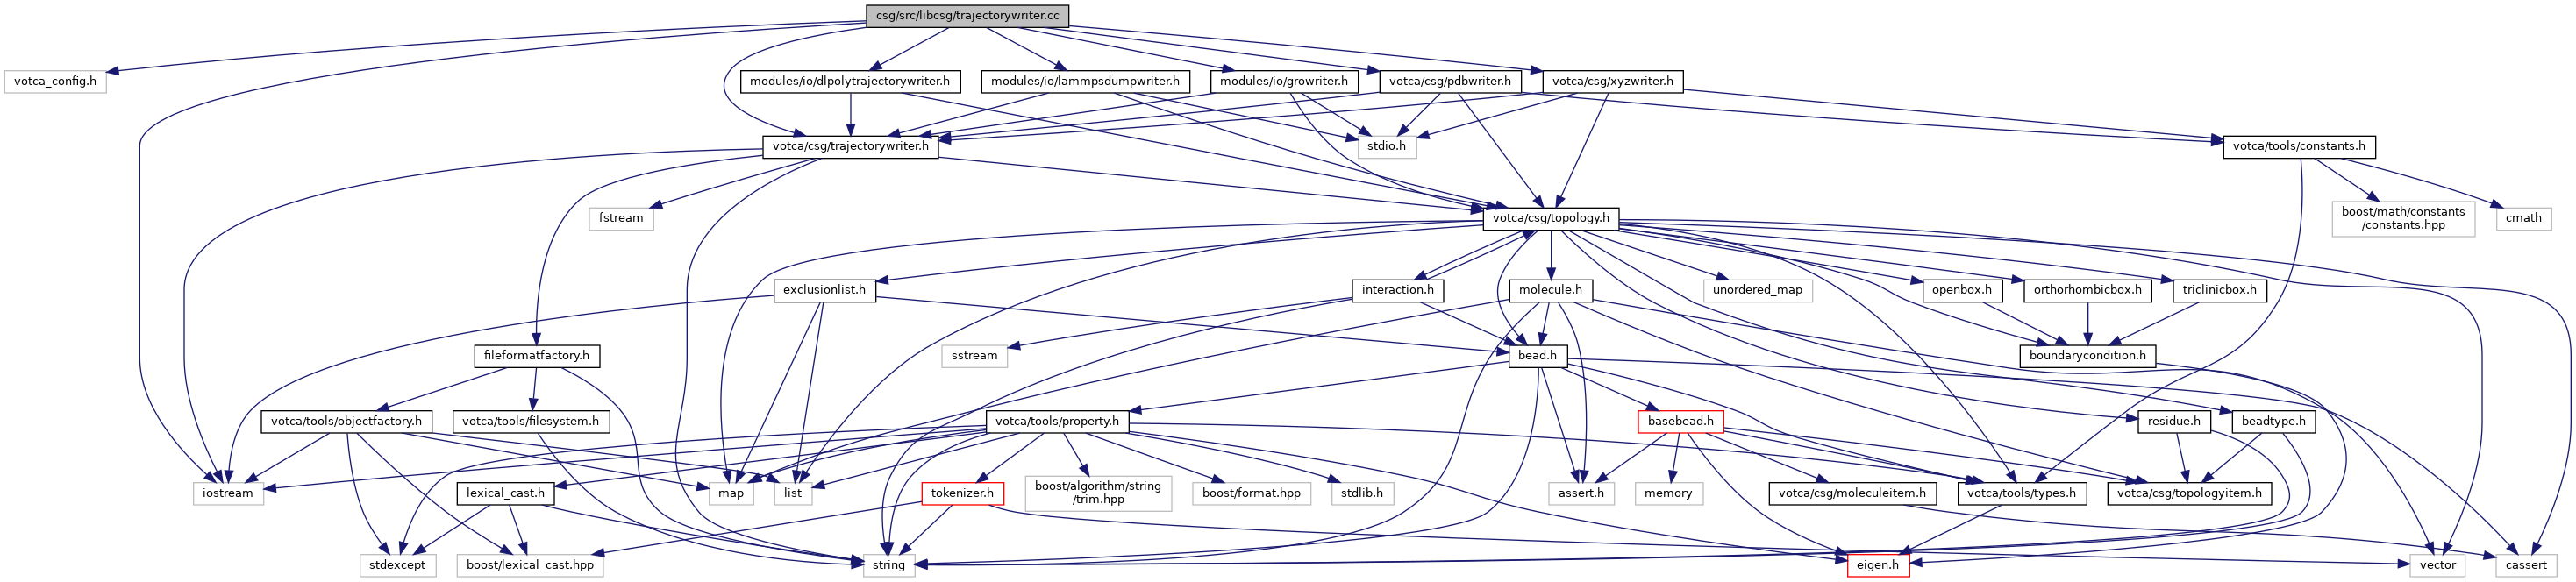 csg/src/libcsg/trajectorywriter.cc
votca_config.h
modules/io/dlpolytrajectorywriter.h
modules/io/lammpsdumpwriter.h
modules/io/growriter.h
votca/csg/pdbwriter.h
votca/csg/xyzwriter.h
votca/csg/trajectorywriter.h
stdio.h
votca/tools/constants.h
fstream
votca/csg/topology.h
boost/math/constants
/constants.hpp
cmath
exclusionlist.h
interaction.h
molecule.h
unordered_map
openbox.h
orthorhombicbox.h
triclinicbox.h
fileformatfactory.h
sstream
bead.h
boundarycondition.h
votca/tools/objectfactory.h
votca/tools/filesystem.h
votca/tools/property.h
basebead.h
residue.h
beadtype.h
iostream
lexical_cast.h
map
list
tokenizer.h
boost/algorithm/string
/trim.hpp
boost/format.hpp
stdlib.h
assert.h
memory
votca/csg/moleculeitem.h
votca/tools/types.h
votca/csg/topologyitem.h
stdexcept
boost/lexical_cast.hpp
string
eigen.h
vector
cassert